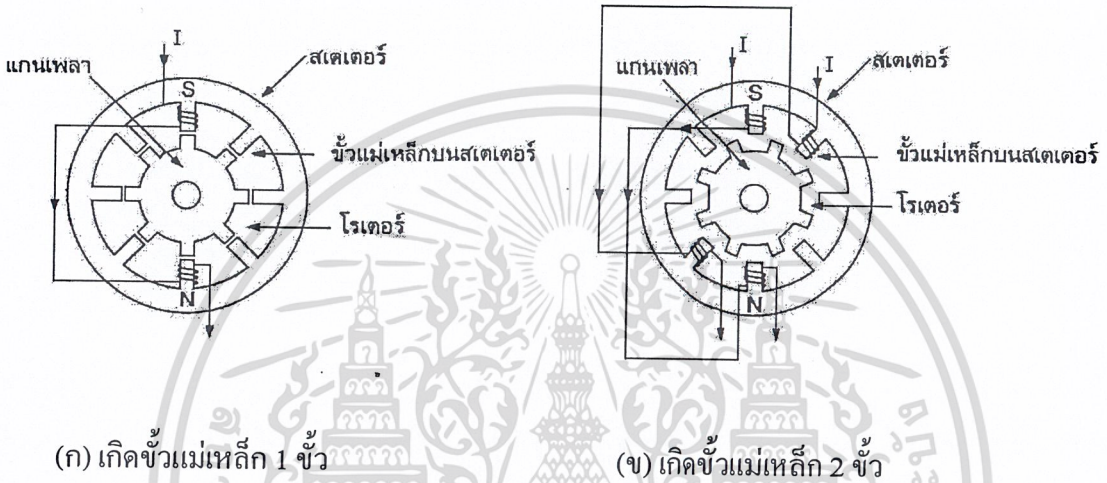 I
สเตเตอร์
แกนเพลา
S
ขั้วแม่เหล็กบนสเตเตอร์
โรเตอร์
N
(ก) เกิดขั้วแม่เหล็ก 1 ขั้ว
I
I
สเตเตอร์
แกนเพลา
S
ขั้วแม่เหล็กบนสเตเตอร์
โรเตอร์
N
(ข) เกิดขั้วแม่เหล็ก 2 ขั้ว